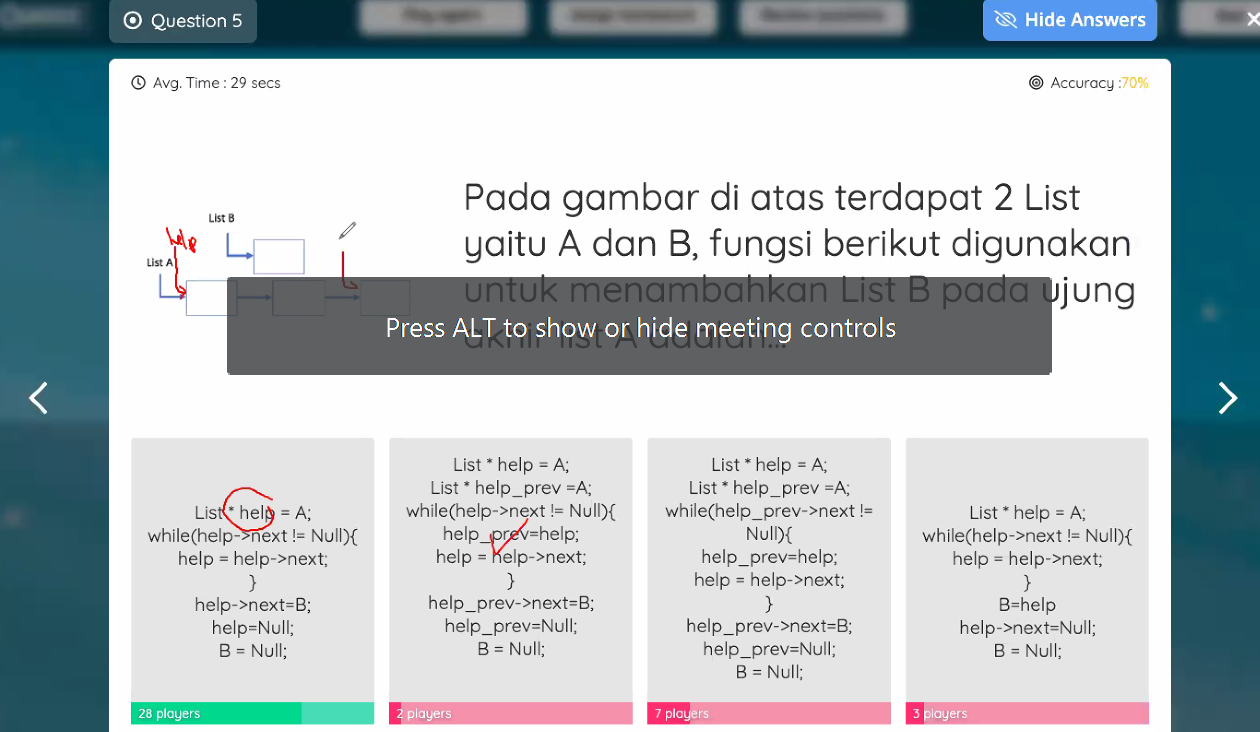 Question 5
Hide Answers
Avg. Time : 29 secs
Accuracy :70%
List B
help
List A
Pada gambar di atas terdapat 2 List
yaitu A dan B, fungsi berikut digunakan
untuk menambahkan List B pada ujung
akhir list A adalah...
Press ALT to show or hide meeting controls
List * help = A;
while(help->next != Null){
help = help->next;
}
help->next=B;
help=Null;
B = Null;
28 players
List * help = A;
List * help_prev =A;
while(help->next != Null){
help_prev=help;
help = help->next;
}
help_prev->next=B;
help_prev=Null;
B = Null;
2 players
List * help = A;
List * help_prev =A;
while(help_prev->next !=
Null){
help_prev=help;
help = help->next;
}
help_prev->next=B;
help_prev=Null;
B = Null;
7 players
List * help = A;
while(help->next != Null){
help = help->next;
}
B=help
help->next=Null;
B = Null;
3 players